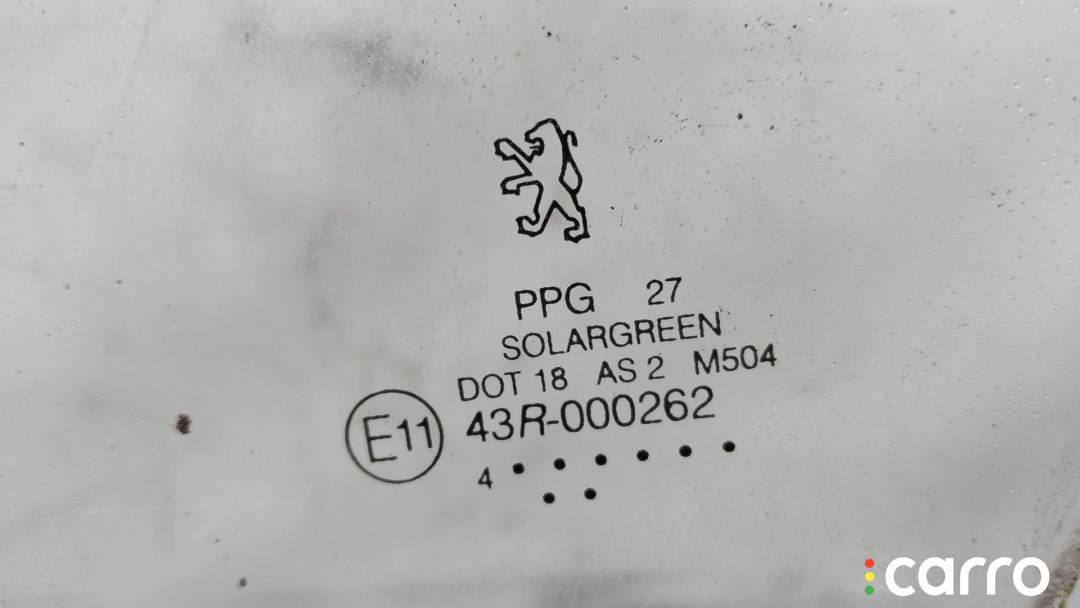 PPG 27
SOLARGREEN
DOT 18 AS 2 M504
E11 43R-000262
4
carro